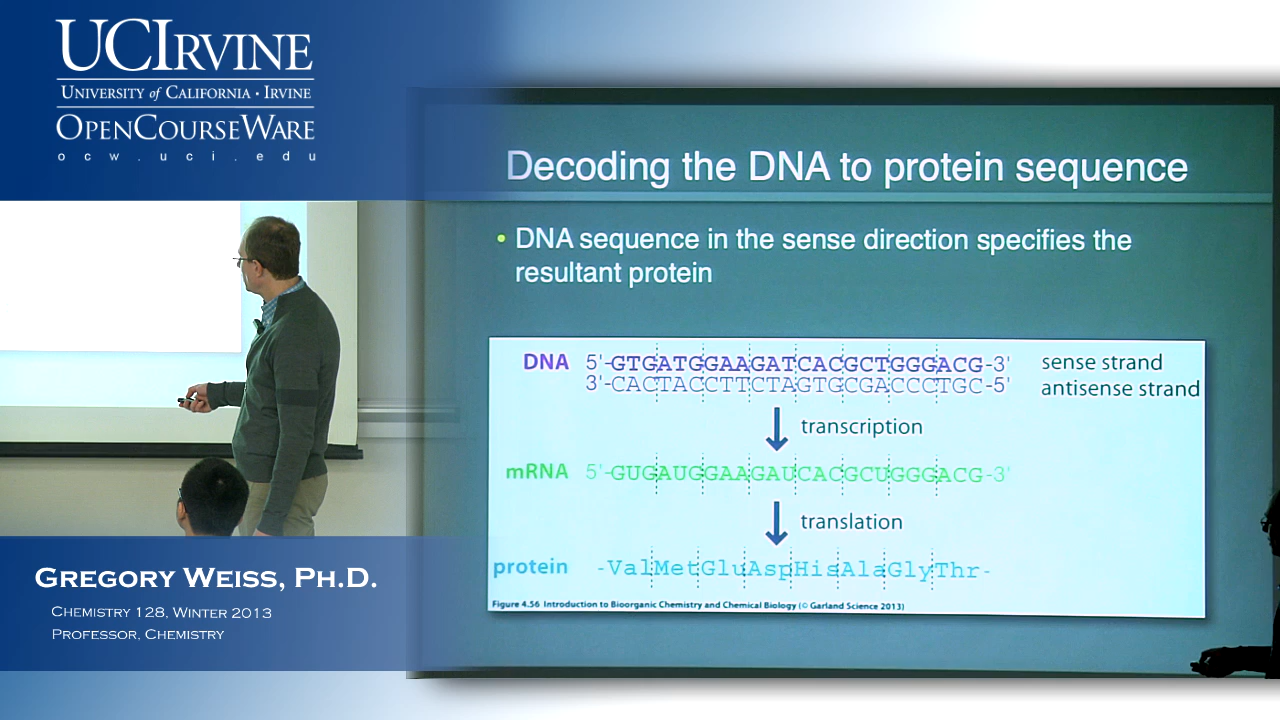 UCIRVINE
UNIVERSITY of CALIFORNIA · IRVINE
OPENCOURSEWARE
ocw.uci.edu
Decoding the DNA to protein sequence
• DNA sequence in the sense direction specifies the
resultant protein
DNA 5'-GTGATGGAAGATCACGCTGGGACG-3' sense strand
3'-CACTACCTTCTAGTGCGACCCTGC-5' antisense strand
transcription
mRNA 5'-GUGAUGGAAGAUCACGCUGGGACG-3'
translation
protein -ValMetGluAspHisAlaGlyThr-
Figure 4.56 Introduction to Bioorganic Chemistry and Chemical Biology (© Garland Science 2013)
GREGORY WEISS, PH.D.
CHEMISTRY 128, WINTER 2013
PROFESSOR, CHEMISTRY